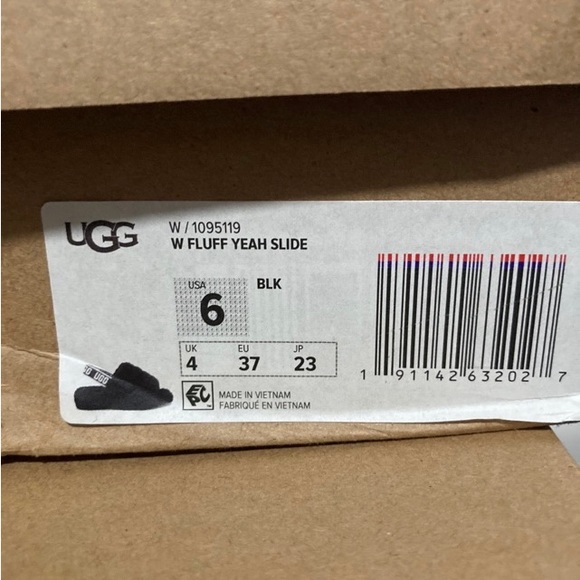 UGG
W / 1095119
W FLUFF YEAH SLIDE
USA
6
BLK
UK EU JP
4 37 23
MADE IN VIETNAM
FABRIQUÉ EN VIETNAM
1 91142 63202 7
UGG